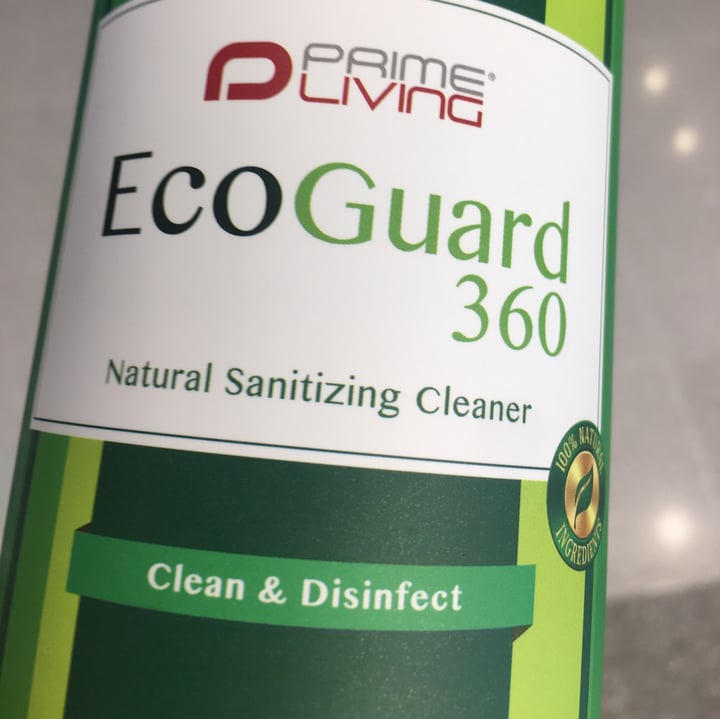 PRIME®
LIVING
EcoGuard
360
Natural Sanitizing Cleaner
100% NATURAL
INGREDIENTS
Clean & Disinfect